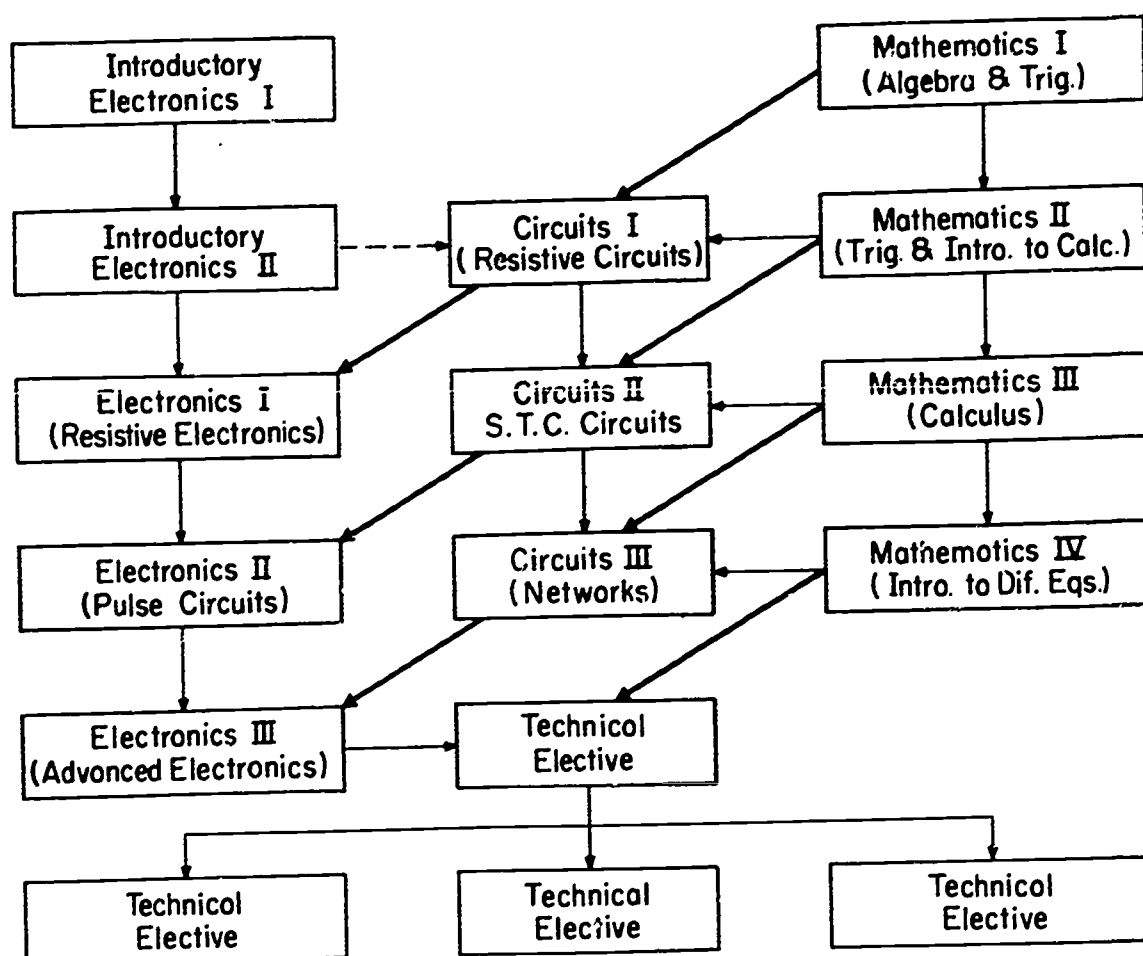 Introductory
Electronics I
Mathematics I
(Algebra & Trig.)
Introductory
Electronics II
Circuits I
(Resistive Circuits)
Mathematics II
(Trig. & Intro. to Calc.)
Electronics I
(Resistive Electronics)
Circuits II
S.T.C. Circuits
Mathematics III
(Calculus)
Electronics II
(Pulse Circuits)
Circuits III
(Networks)
Mathematics IV
(Intro. to Dif. Eqs.)
Electronics III
(Advanced Electronics)
Technical
Elective
Technical
Elective
Technical
Elective
Technical
Elective